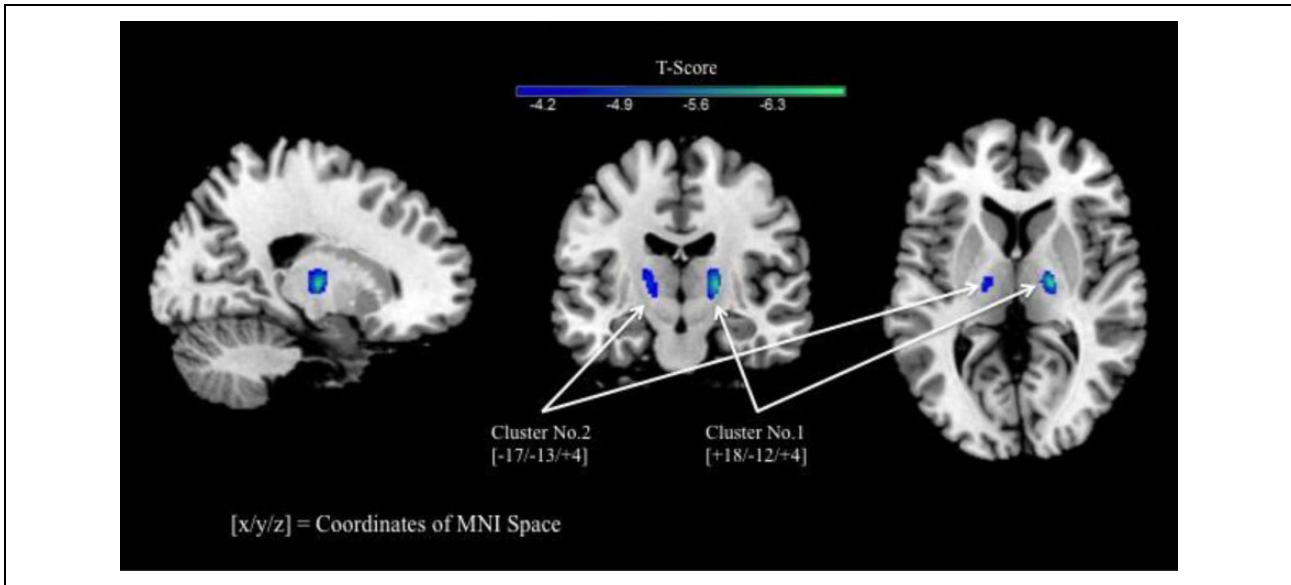 T-Score
-4.2 -4.9 -5.6 -6.3
Cluster No.2
[-17/-13/+4]
Cluster No.1
[+18/-12/+4]
[x/y/z] = Coordinates of MNI Space